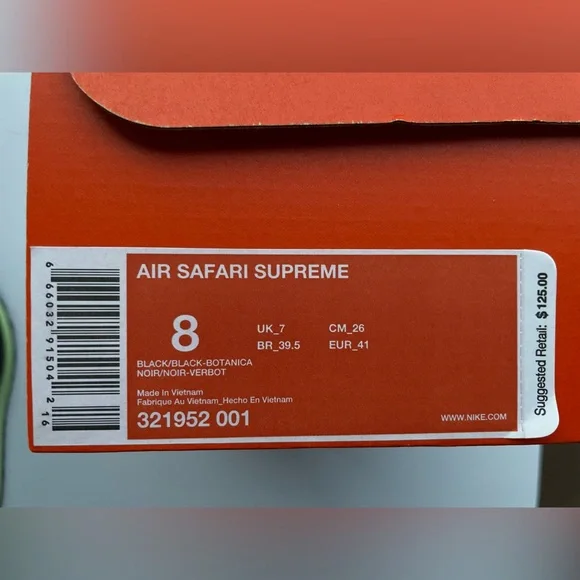 AIR SAFARI SUPREME
8
UK_7 CM_26
BR_39.5 EUR_41
BLACK/BLACK-BOTANICA
NOIR/NOIR-VERBOT
Made In Vietnam
Fabrique Au Vietnam_Hecho En Vietnam
321952 001
WWW.NIKE.COM
6 66032 91504 2 16
Suggested Retail: $125.00